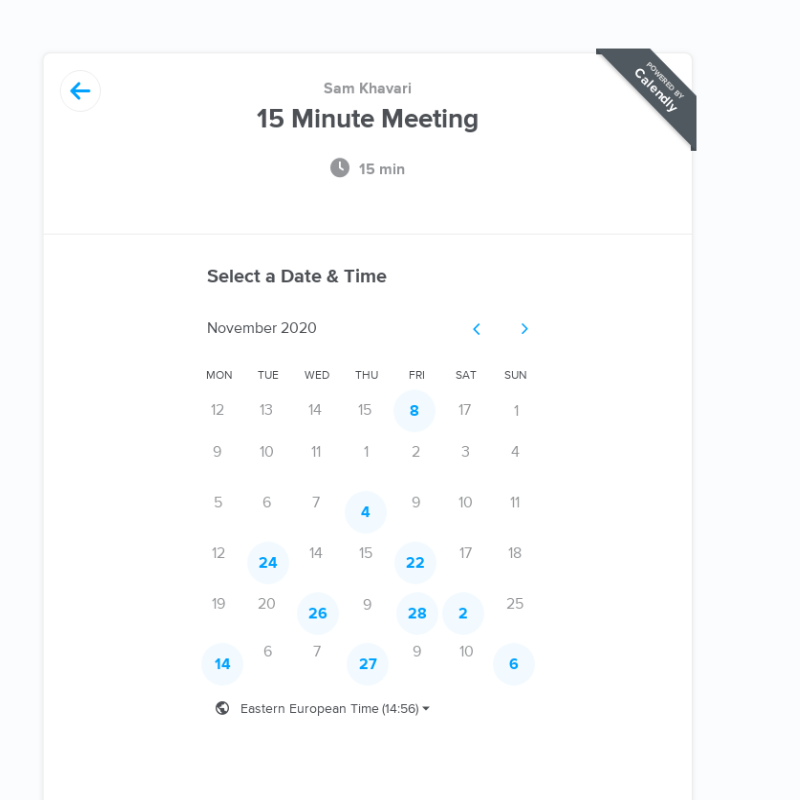 Sam Khavari
POWERED BY
Calendly
15 Minute Meeting
15 min
Select a Date & Time
November 2020
MON TUE WED THU FRI SAT SUN
12 13 14 15 8 17 1
9 10 11 1 2 3 4
5 6 7 4 9 10 11
12 24 14 15 22 17 18
19 20 26 9 28 2 25
14 6 7 27 9 10 6
Eastern European Time (14:56)